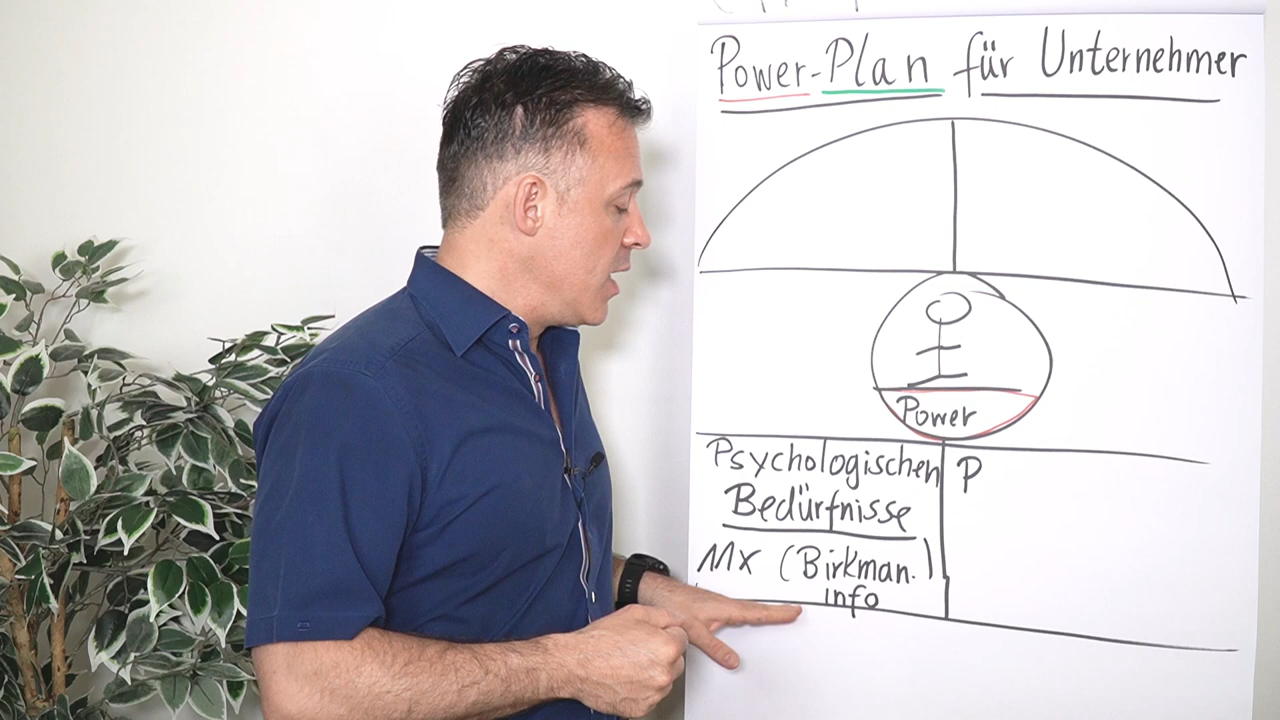 Power-Plan für Unternehmer
Power
Psychologischen
Bedürfnisse
MX (Birkman.)
info
P